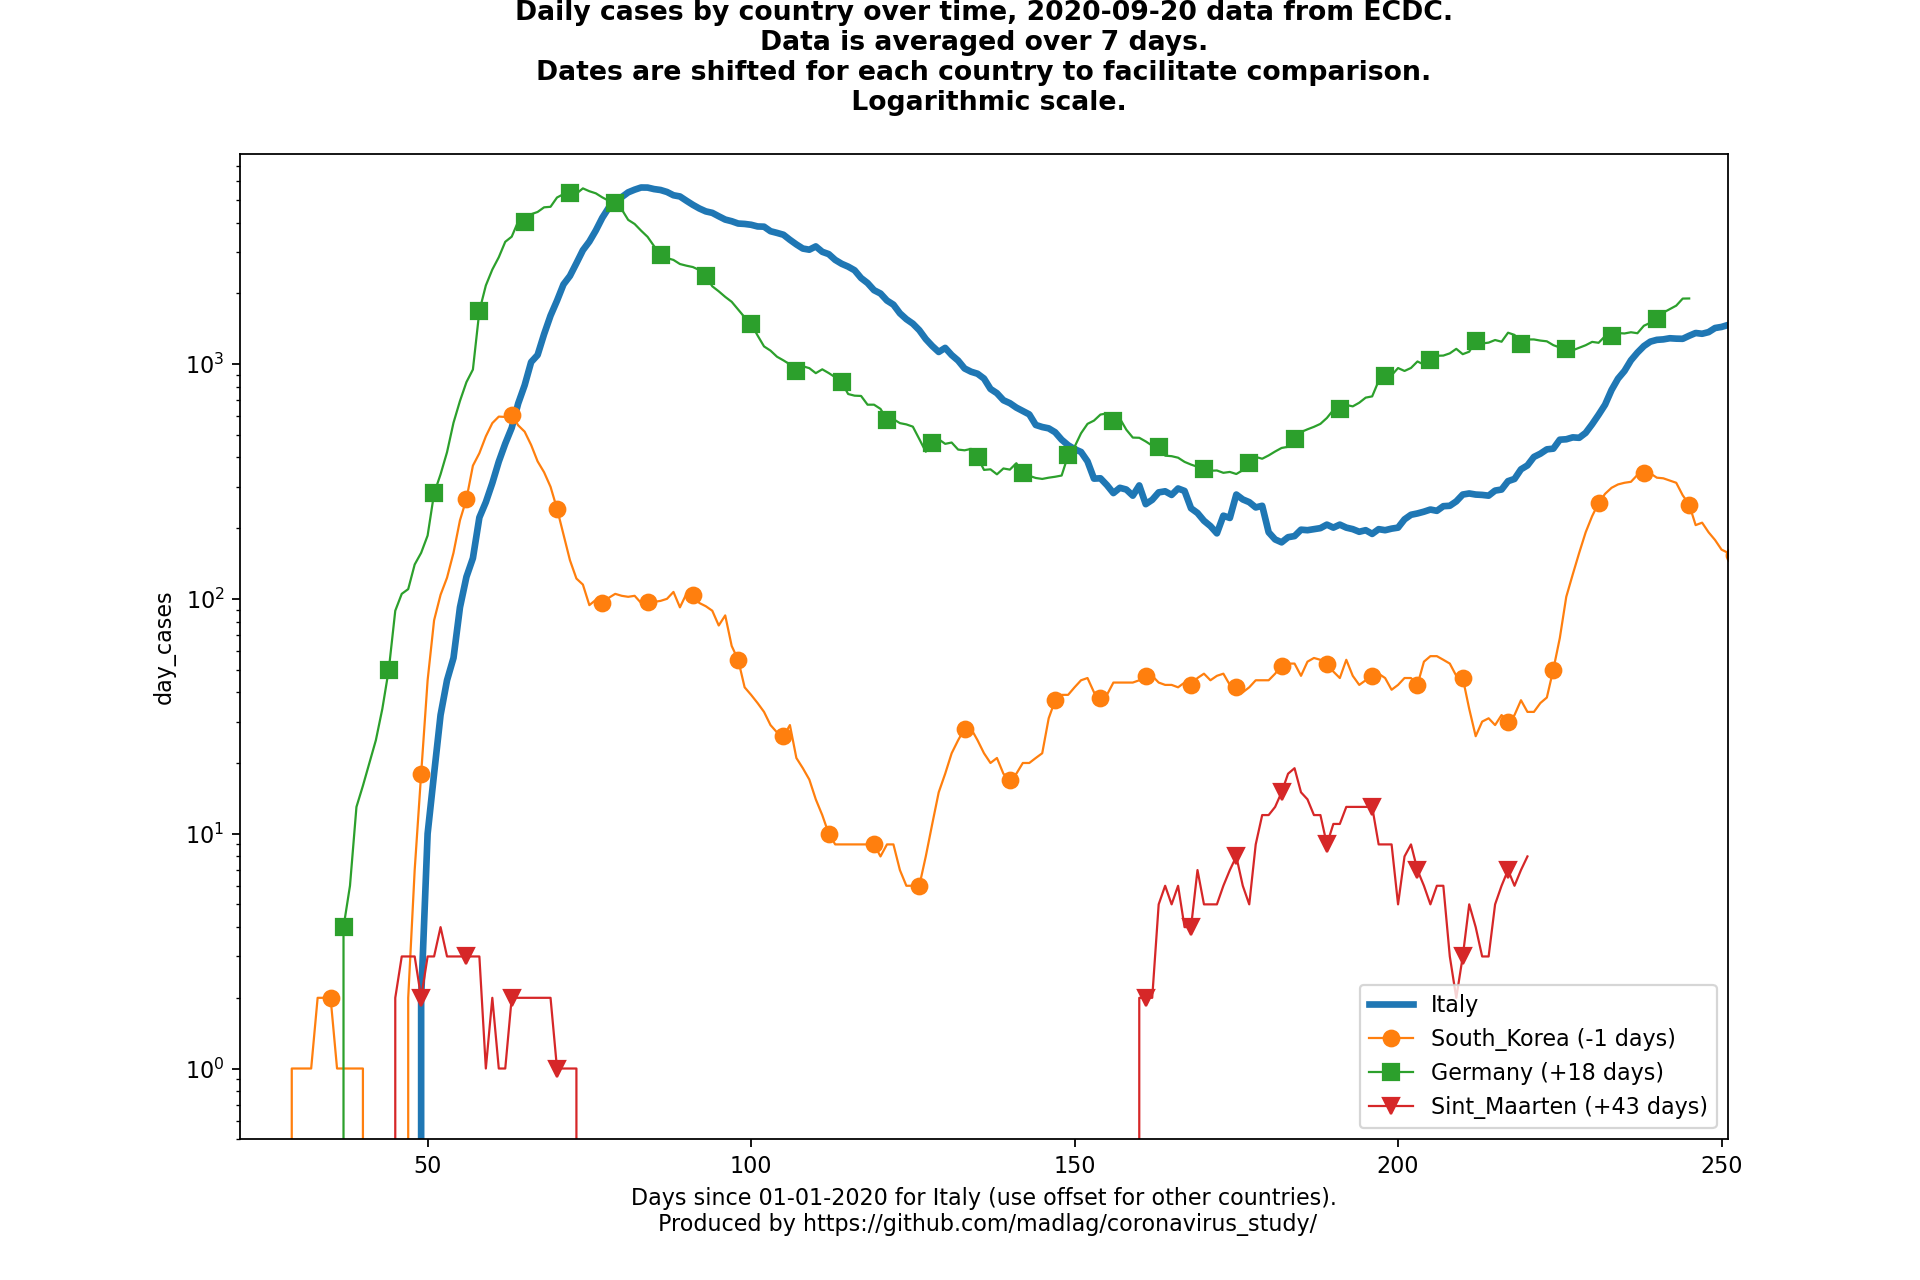 Daily cases by country over time, 2020-09-20 data from ECDC.
Data is averaged over 7 days.
Dates are shifted for each country to facilitate comparison.
Logarithmic scale.
day_cases
10³
10²
10¹
10⁰
Italy
South_Korea (-1 days)
Germany (+18 days)
Sint_Maarten (+43 days)
50 100 150 200 250
Days since 01-01-2020 for Italy (use offset for other countries).
Produced by https://github.com/madlag/coronavirus_study/